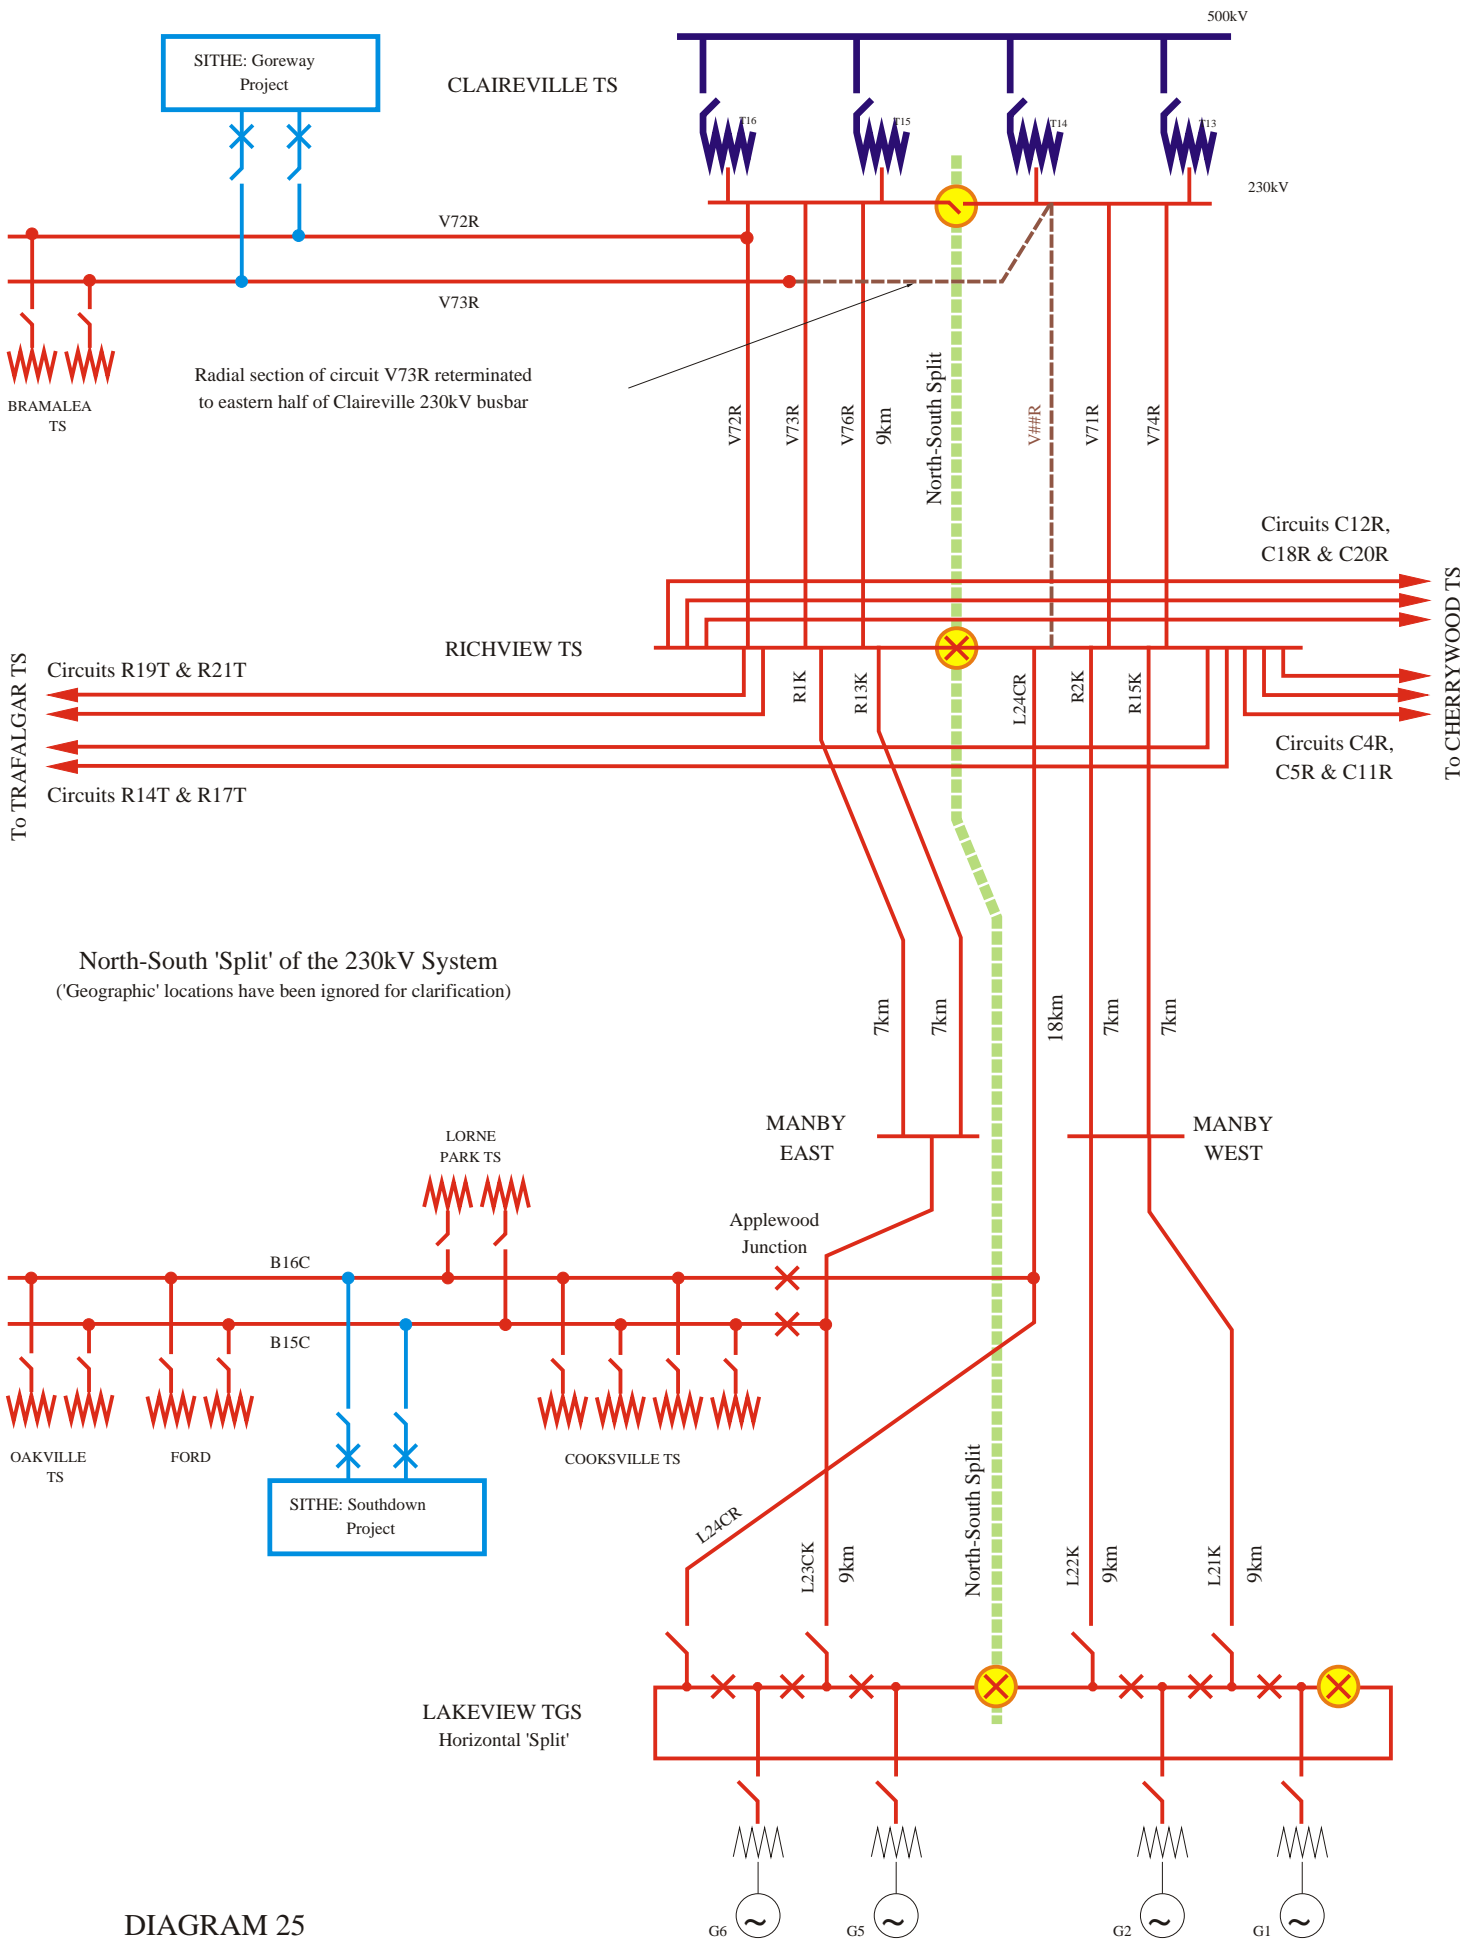 500kV
SITHE: Goreway
Project
CLAIREVILLE TS
T16
T15
T14
T13
230kV
V72R
V73R
Radial section of circuit V73R reterminated
to eastern half of Claireville 230kV busbar
BRAMALEA
TS
V72R
V73R
V76R
9km
North-South Split
V##R
V71R
V74R
Circuits C12R,
C18R & C20R
To CHERRYWOOD TS
RICHVIEW TS
To TRAFALGAR TS
Circuits R19T & R21T
R1K
R13K
L24CR
R2K
R15K
Circuits C4R,
C5R & C11R
Circuits R14T & R17T
North-South 'Split' of the 230kV System
('Geographic' locations have been ignored for clarification)
7km
7km
18km
7km
7km
MANBY
EAST
MANBY
WEST
LORNE
PARK TS
Applewood
Junction
B16C
B15C
OAKVILLE
TS
FORD
COOKSVILLE TS
SITHE: Southdown
Project
L24CR
L23CK
9km
North-South Split
L22K
9km
L21K
9km
LAKEVIEW TGS
Horizontal 'Split'
G6
~
G5
~
G2
~
G1
~
DIAGRAM 25